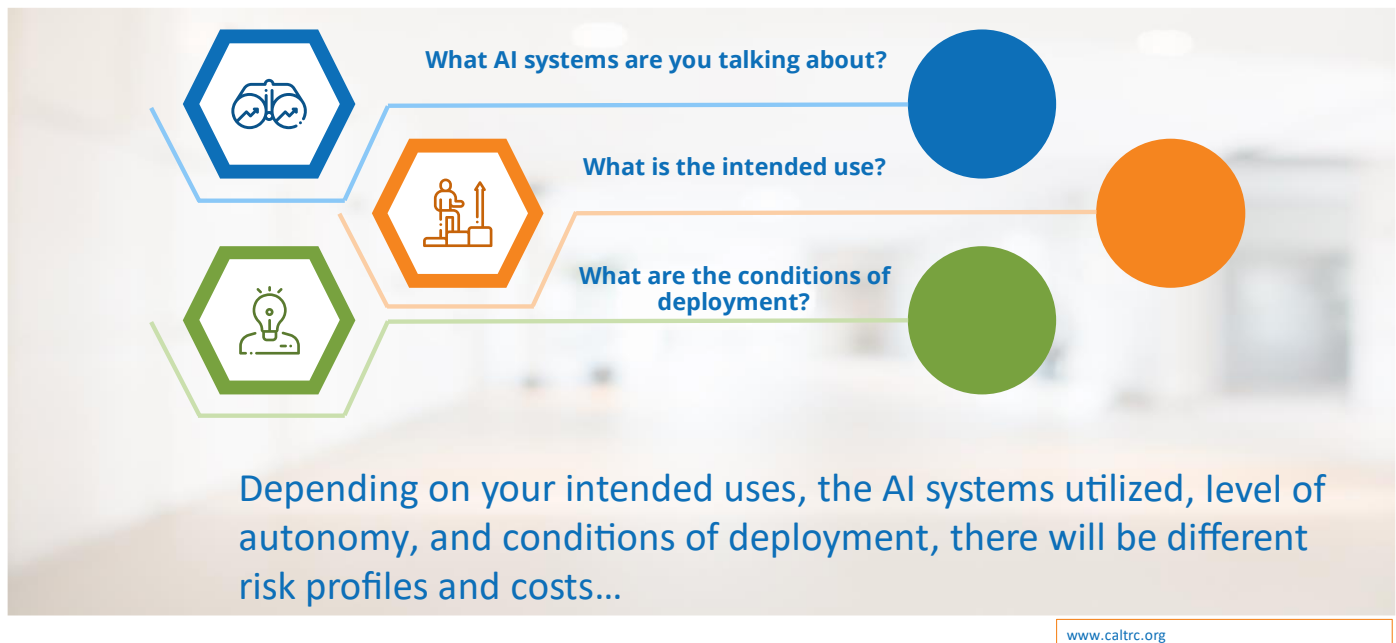 What AI systems are you talking about?
What is the intended use?
What are the conditions of
deployment?
Depending on your intended uses, the AI systems utilized, level of
autonomy, and conditions of deployment, there will be different
risk profiles and costs…
www.caltrc.org